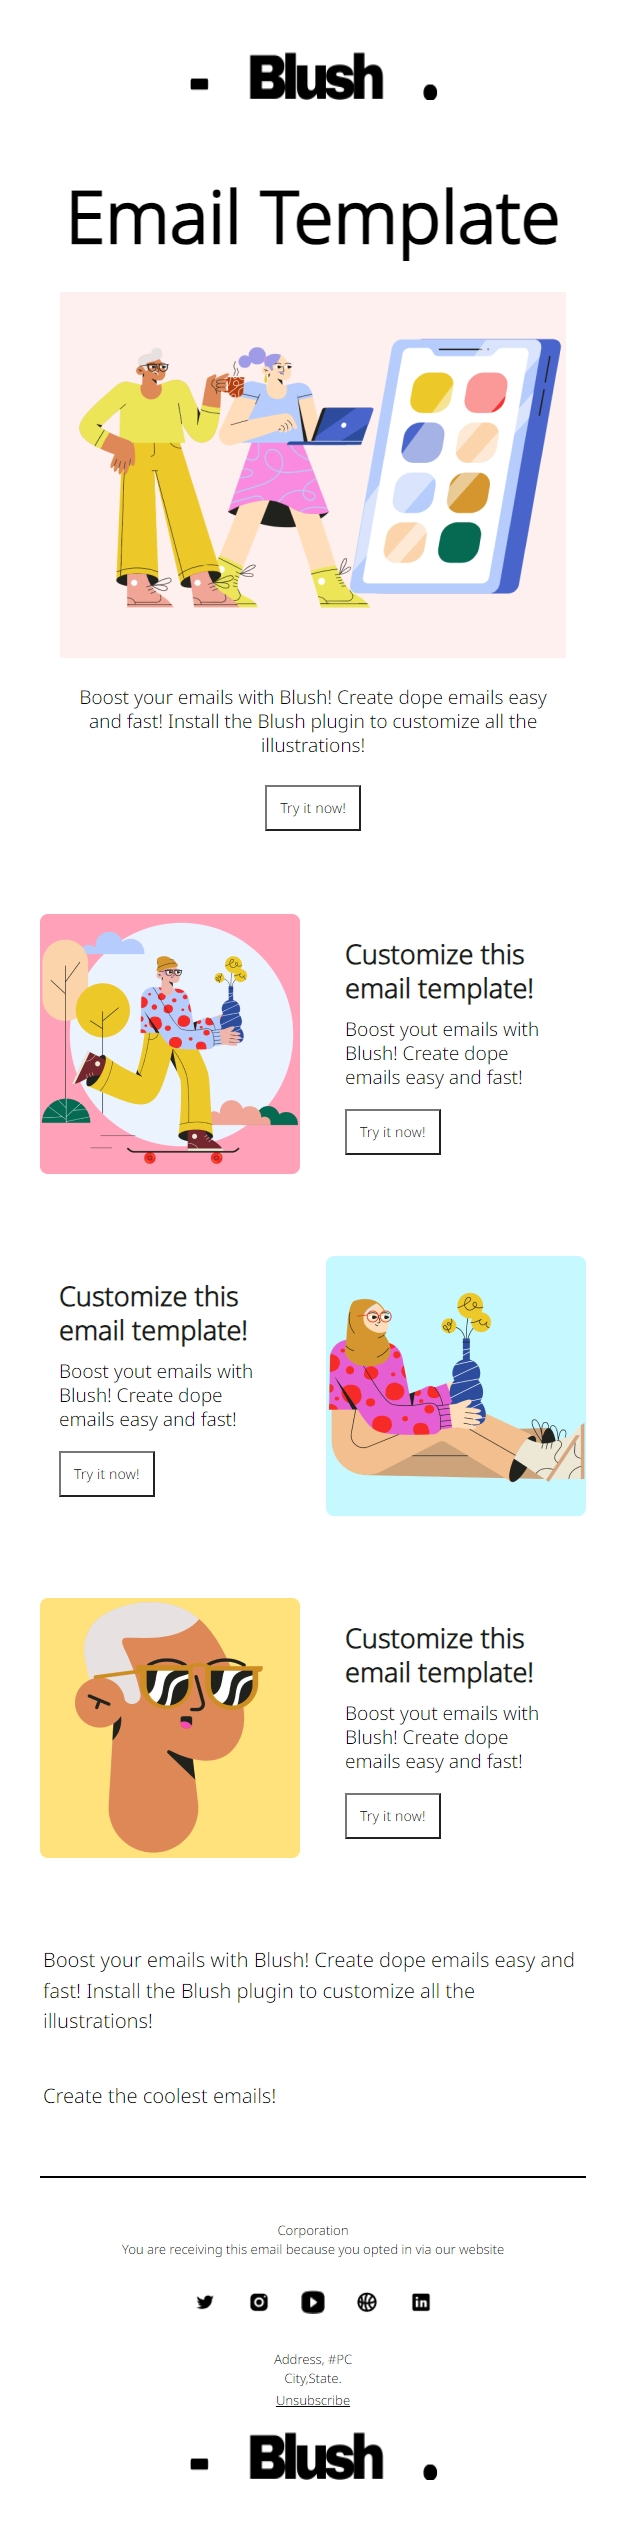 - Blush .
Email Template
Boost your emails with Blush! Create dope emails easy
and fast! Install the Blush plugin to customize all the
illustrations!
Try it now!
Customize this
email template!
Boost yout emails with
Blush! Create dope
emails easy and fast!
Try it now!
Customize this
email template!
Boost yout emails with
Blush! Create dope
emails easy and fast!
Try it now!
Customize this
email template!
Boost yout emails with
Blush! Create dope
emails easy and fast!
Try it now!
Boost your emails with Blush! Create dope emails easy and
fast! Install the Blush plugin to customize all the
illustrations!
Create the coolest emails!
Corporation
You are receiving this email because you opted in via our website
Address, #PC
City,State.
Unsubscribe
- Blush .